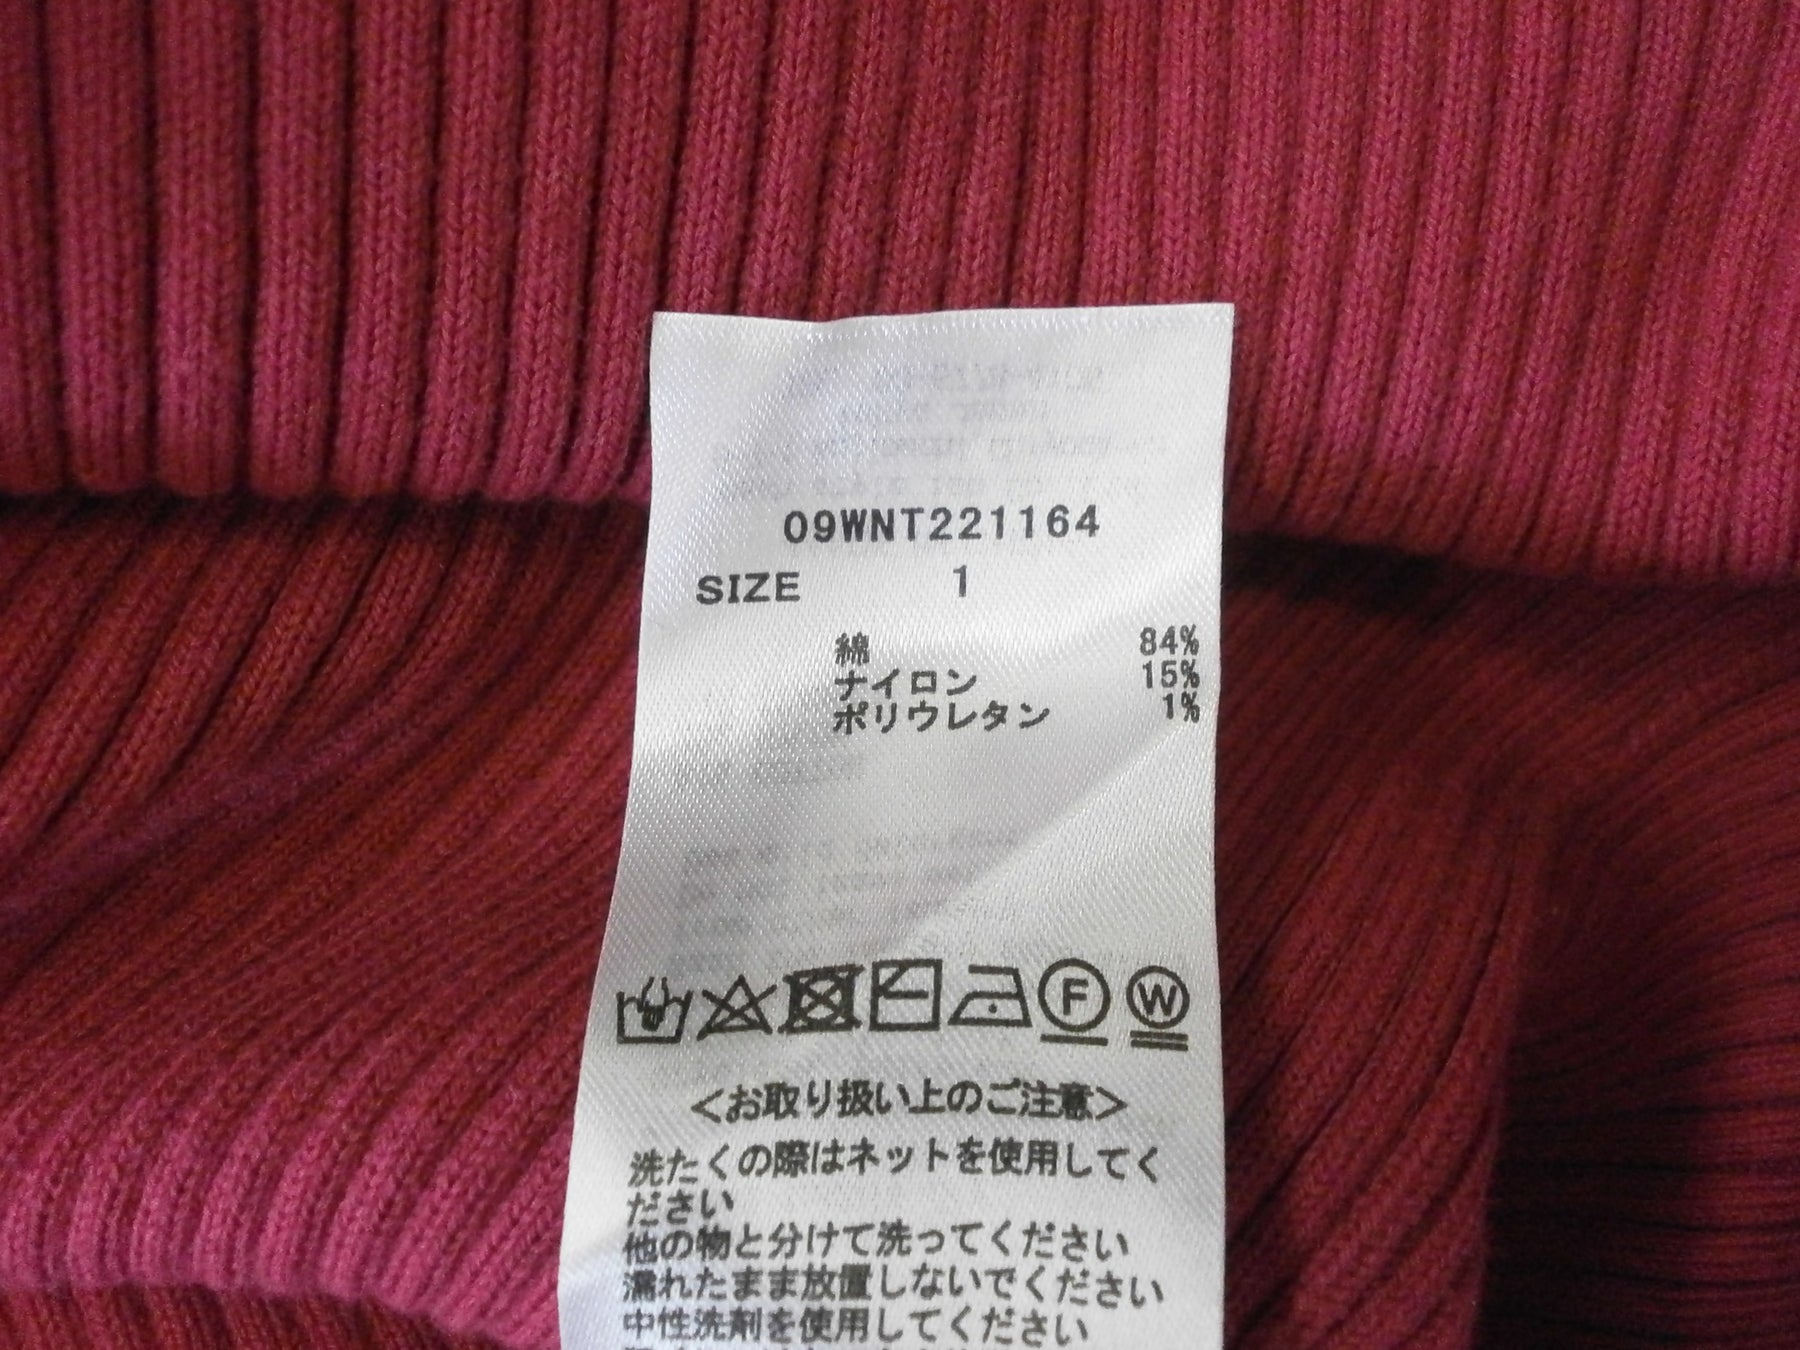 09WNT221164
SIZE 1
綿 84%
ナイロン 15%
ポリウレタン 1%
F W
<お取り扱い上のご注意>
洗たくの際はネットを使用してく
ださい
他の物と分けて洗ってください
濡れたまま放置しないでください
中性洗剤を使用してください